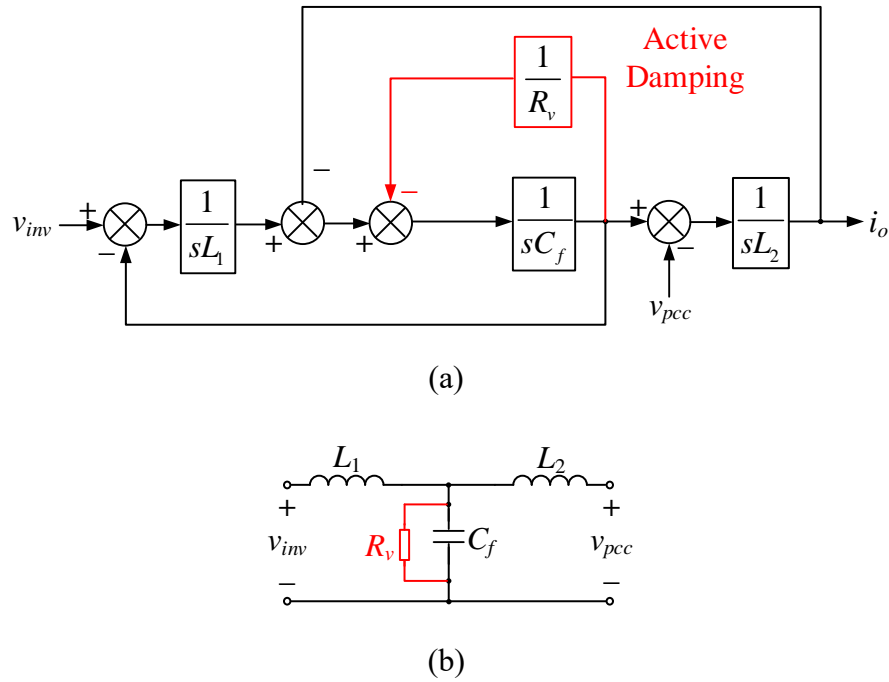 Active
Damping
1
R_v
−
−
v_inv
+
−
1
sL_1
+
+
1
sC_f
+
−
v_pcc
1
sL_2
i_o
(a)
L_1
L_2
+
+
v_inv
R_v
C_f
v_pcc
−
−
(b)